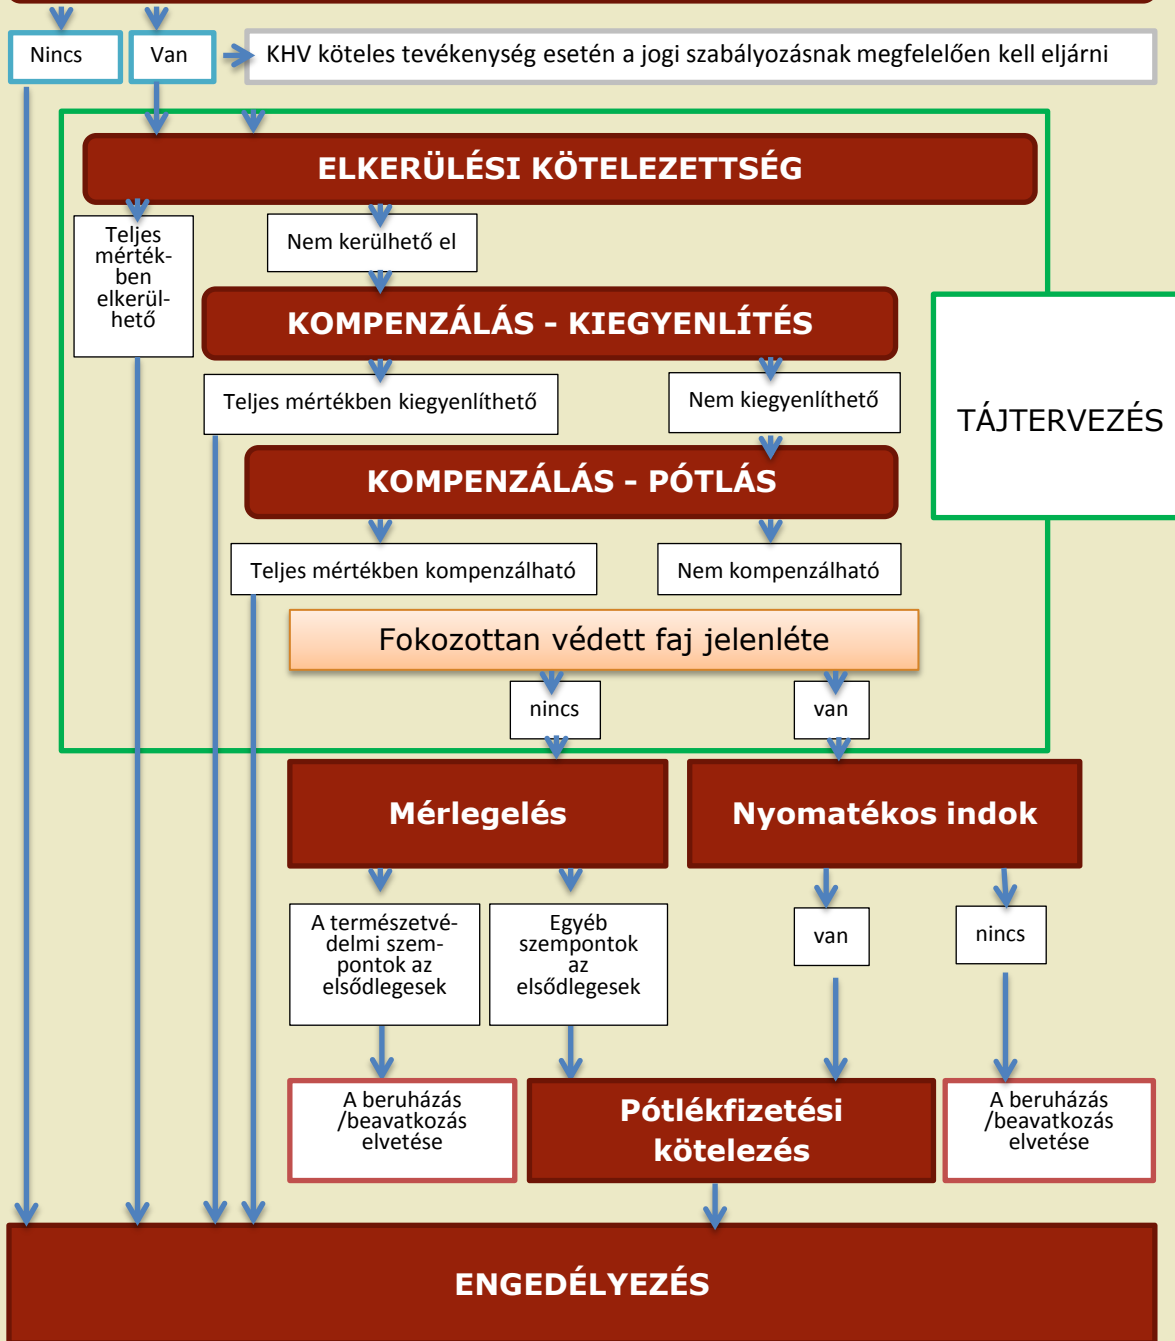 Nincs
Van
KHV köteles tevékenység esetén a jogi szabályozásnak megfelelően kell eljárni
ELKERÜLÉSI KÖTELEZETTSÉG
Teljes
mérték-
ben
elkerül-
hető
Nem kerülhető el
KOMPENZÁLÁS - KIEGYENLÍTÉS
Teljes mértékben kiegyenlíthető
Nem kiegyenlíthető
TÁJTERVEZÉS
KOMPENZÁLÁS - PÓTLÁS
Teljes mértékben kompenzálható
Nem kompenzálható
Fokozottan védett faj jelenléte
nincs
van
Mérlegelés
Nyomatékos indok
A természetvé-
delmi szem-
pontok az
elsődlegesek
Egyéb
szempontok
az
elsődlegesek
van
nincs
A beruházás
/beavatkozás
elvetése
Pótlékfizetési
kötelezés
A beruházás
/beavatkozás
elvetése
ENGEDÉLYEZÉS